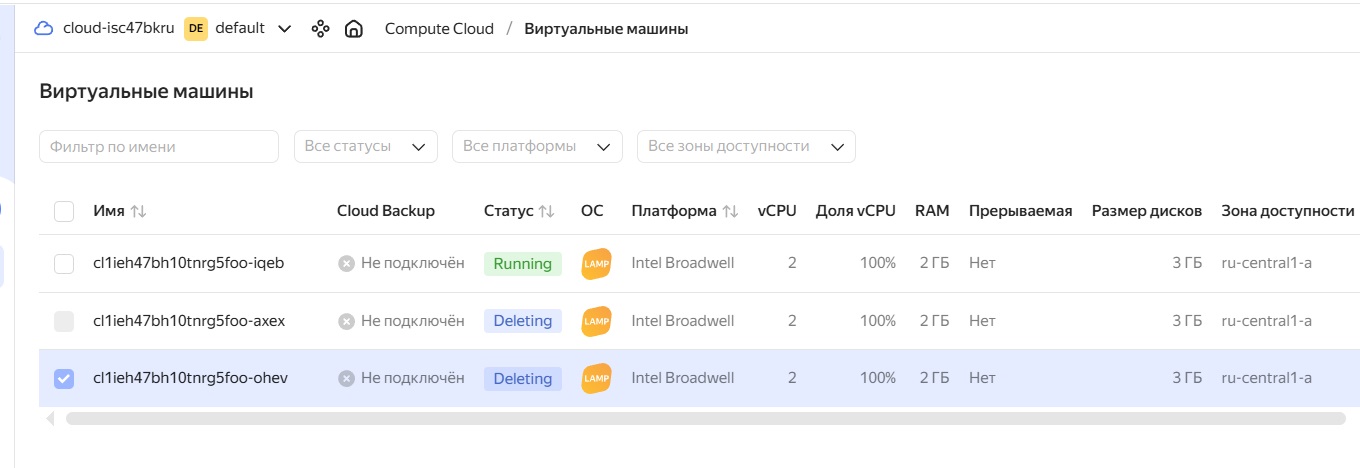 cloud-isc47bkru DE default Compute Cloud / Виртуальные машины
Виртуальные машины
Фильтр по имени Все статусы Все платформы Все зоны доступности
Имя Cloud Backup Статус ОС Платформа vCPU Доля vCPU RAM Прерываемая Размер дисков Зона доступности
cl1ieh47bh10tnrg5foo-iqeb Не подключён Running LAMP Intel Broadwell 2 100% 2 ГБ Нет 3 ГБ ru-central1-a
cl1ieh47bh10tnrg5foo-axex Не подключён Deleting LAMP Intel Broadwell 2 100% 2 ГБ Нет 3 ГБ ru-central1-a
cl1ieh47bh10tnrg5foo-ohev Не подключён Deleting LAMP Intel Broadwell 2 100% 2 ГБ Нет 3 ГБ ru-central1-a